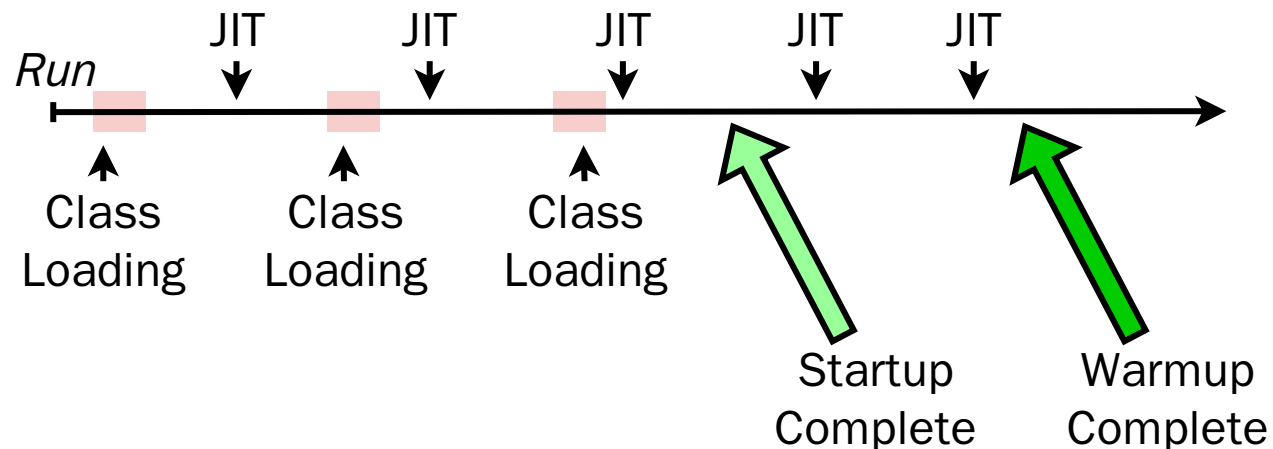 JIT JIT JIT JIT JIT
Run
Class Class Class
Loading Loading Loading
Startup Warmup
Complete Complete